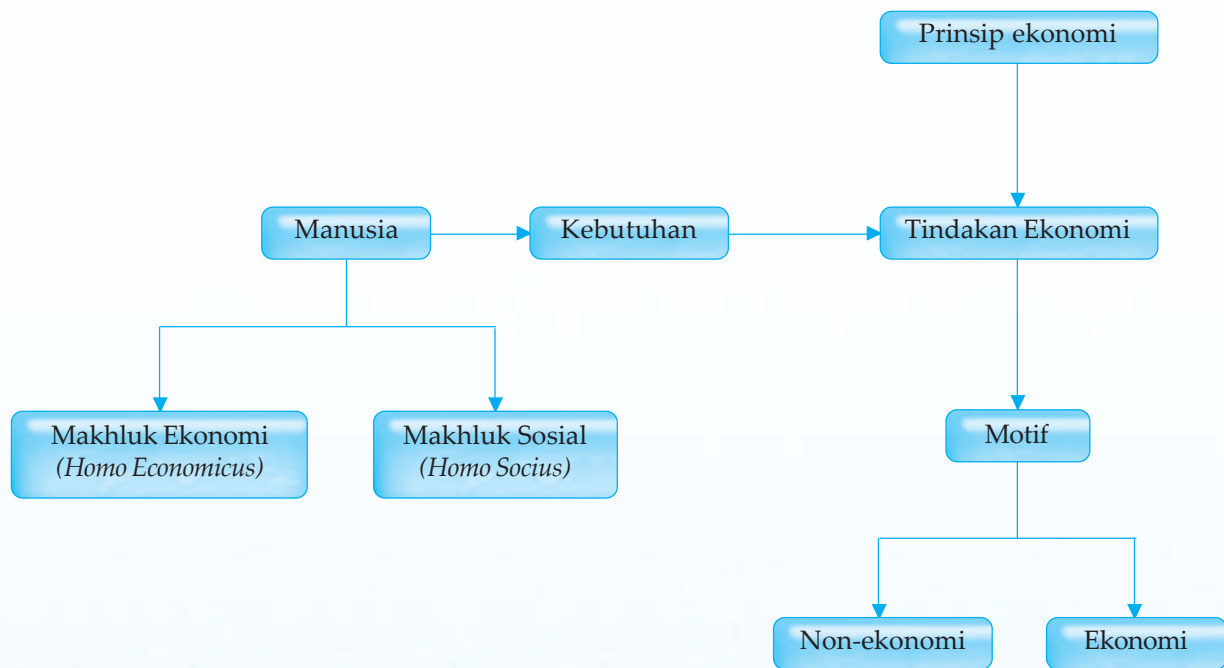 Prinsip ekonomi
Manusia
Kebutuhan
Tindakan Ekonomi
Makhluk Ekonomi
(Homo Economicus)
Makhluk Sosial
(Homo Socius)
Motif
Non-ekonomi
Ekonomi